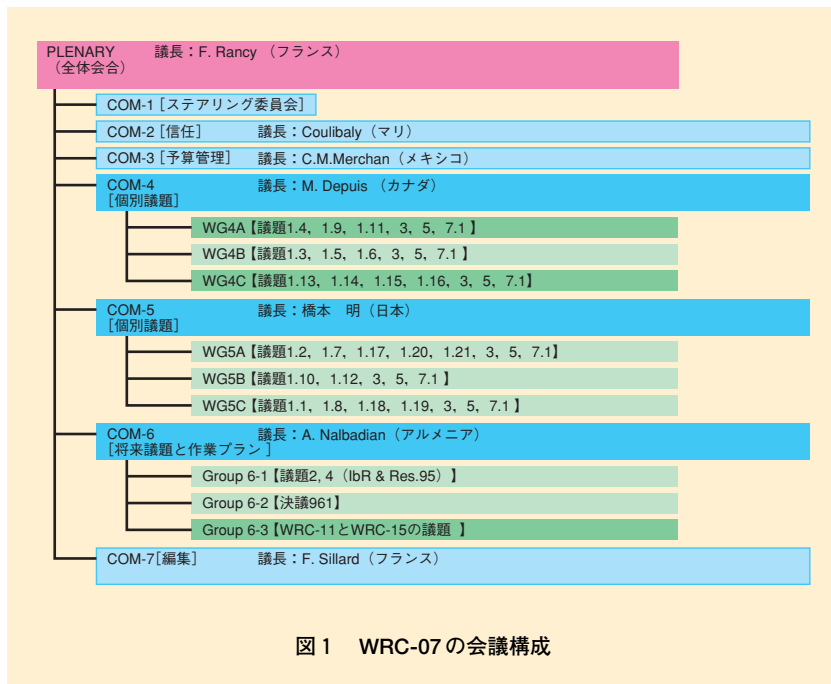 PLENARY 議長：F. Rancy （フランス）
（全体会合）
COM-1［ステアリング委員会］
COM-2［信任］ 議長：Coulibaly（マリ）
COM-3［予算管理］ 議長：C.M.Merchan（メキシコ）
COM-4 議長：M. Depuis （カナダ）
［個別議題］
WG4A【議題1.4，1.9，1.11，3，5，7.1 】
WG4B【議題1.3，1.5，1.6，3，5，7.1 】
WG4C【議題1.13，1.14，1.15，1.16，3，5，7.1】
COM-5 議長：橋本　明（日本）
［個別議題］
WG5A【議題1.2，1.7，1.17，1.20，1.21，3，5，7.1】
WG5B【議題1.10，1.12，3，5，7.1 】
WG5C【議題1.1，1.8，1.18，1.19，3，5，7.1 】
COM-6 議長：A. Nalbadian（アルメニア）
［将来議題と作業プラン ］
Group 6-1【議題2, 4（IbR & Res.95）】
Group 6-2【決議961】
Group 6-3【WRC-11とWRC-15の議題 】
COM-7［編集］ 議長：F. Sillard（フランス）
図1　WRC-07の会議構成